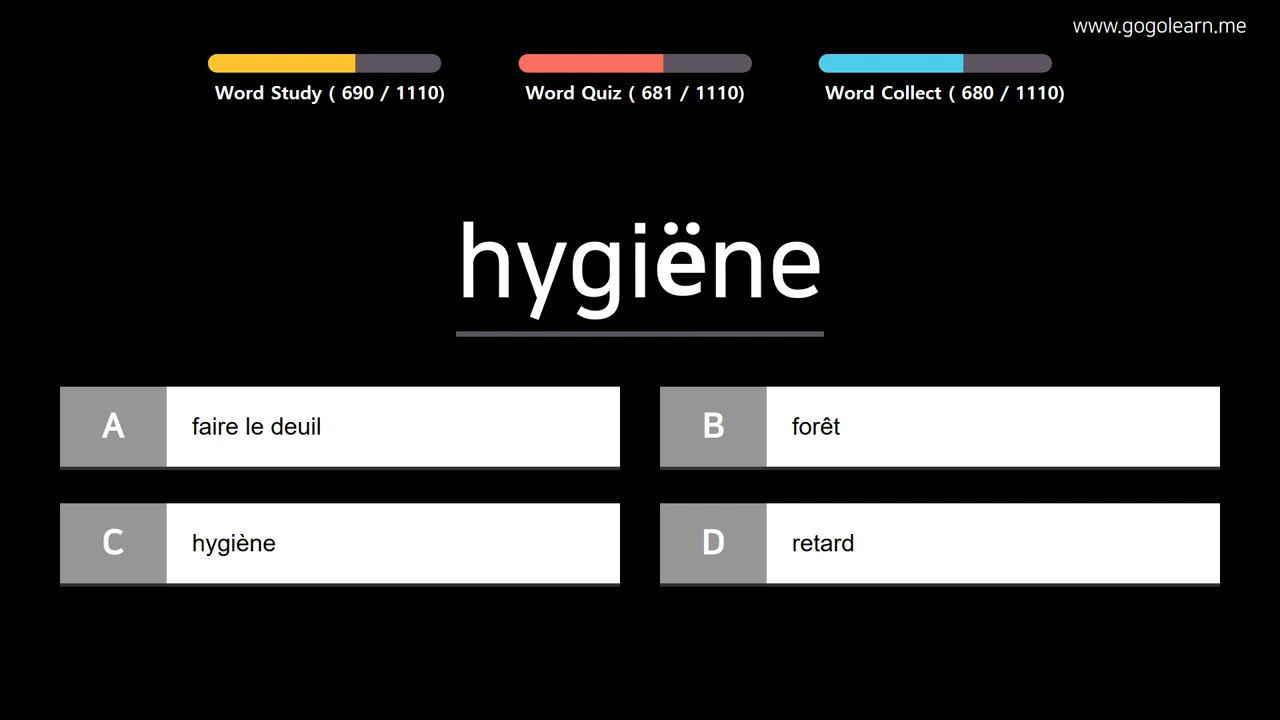 www.gogolearn.me
Word Study ( 690 / 1110)
Word Quiz ( 681 / 1110)
Word Collect ( 680 / 1110)
hygiëne
A faire le deuil
B forêt
C hygiène
D retard